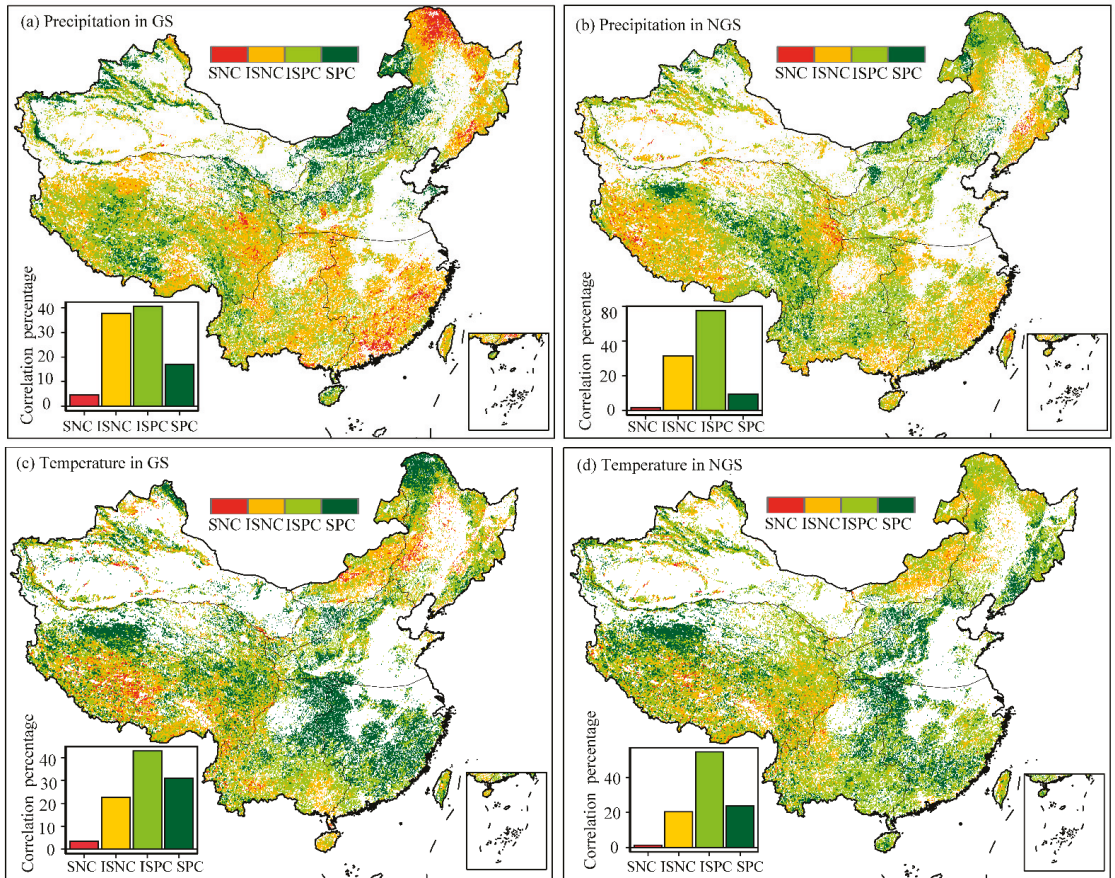 (a) Precipitation in GS
SNC ISNC ISPC SPC
Correlation percentage
40
30
20
10
0
SNC ISNC ISPC SPC
(b) Precipitation in NGS
SNC ISNC ISPC SPC
Correlation percentage
80
40
20
0
SNC ISNC ISPC SPC
(c) Temperature in GS
SNC ISNC ISPC SPC
Correlation percentage
40
30
20
10
0
SNC ISNC ISPC SPC
(d) Temperature in NGS
SNC ISNC ISPC SPC
Correlation percentage
40
20
0
SNC ISNC ISPC SPC